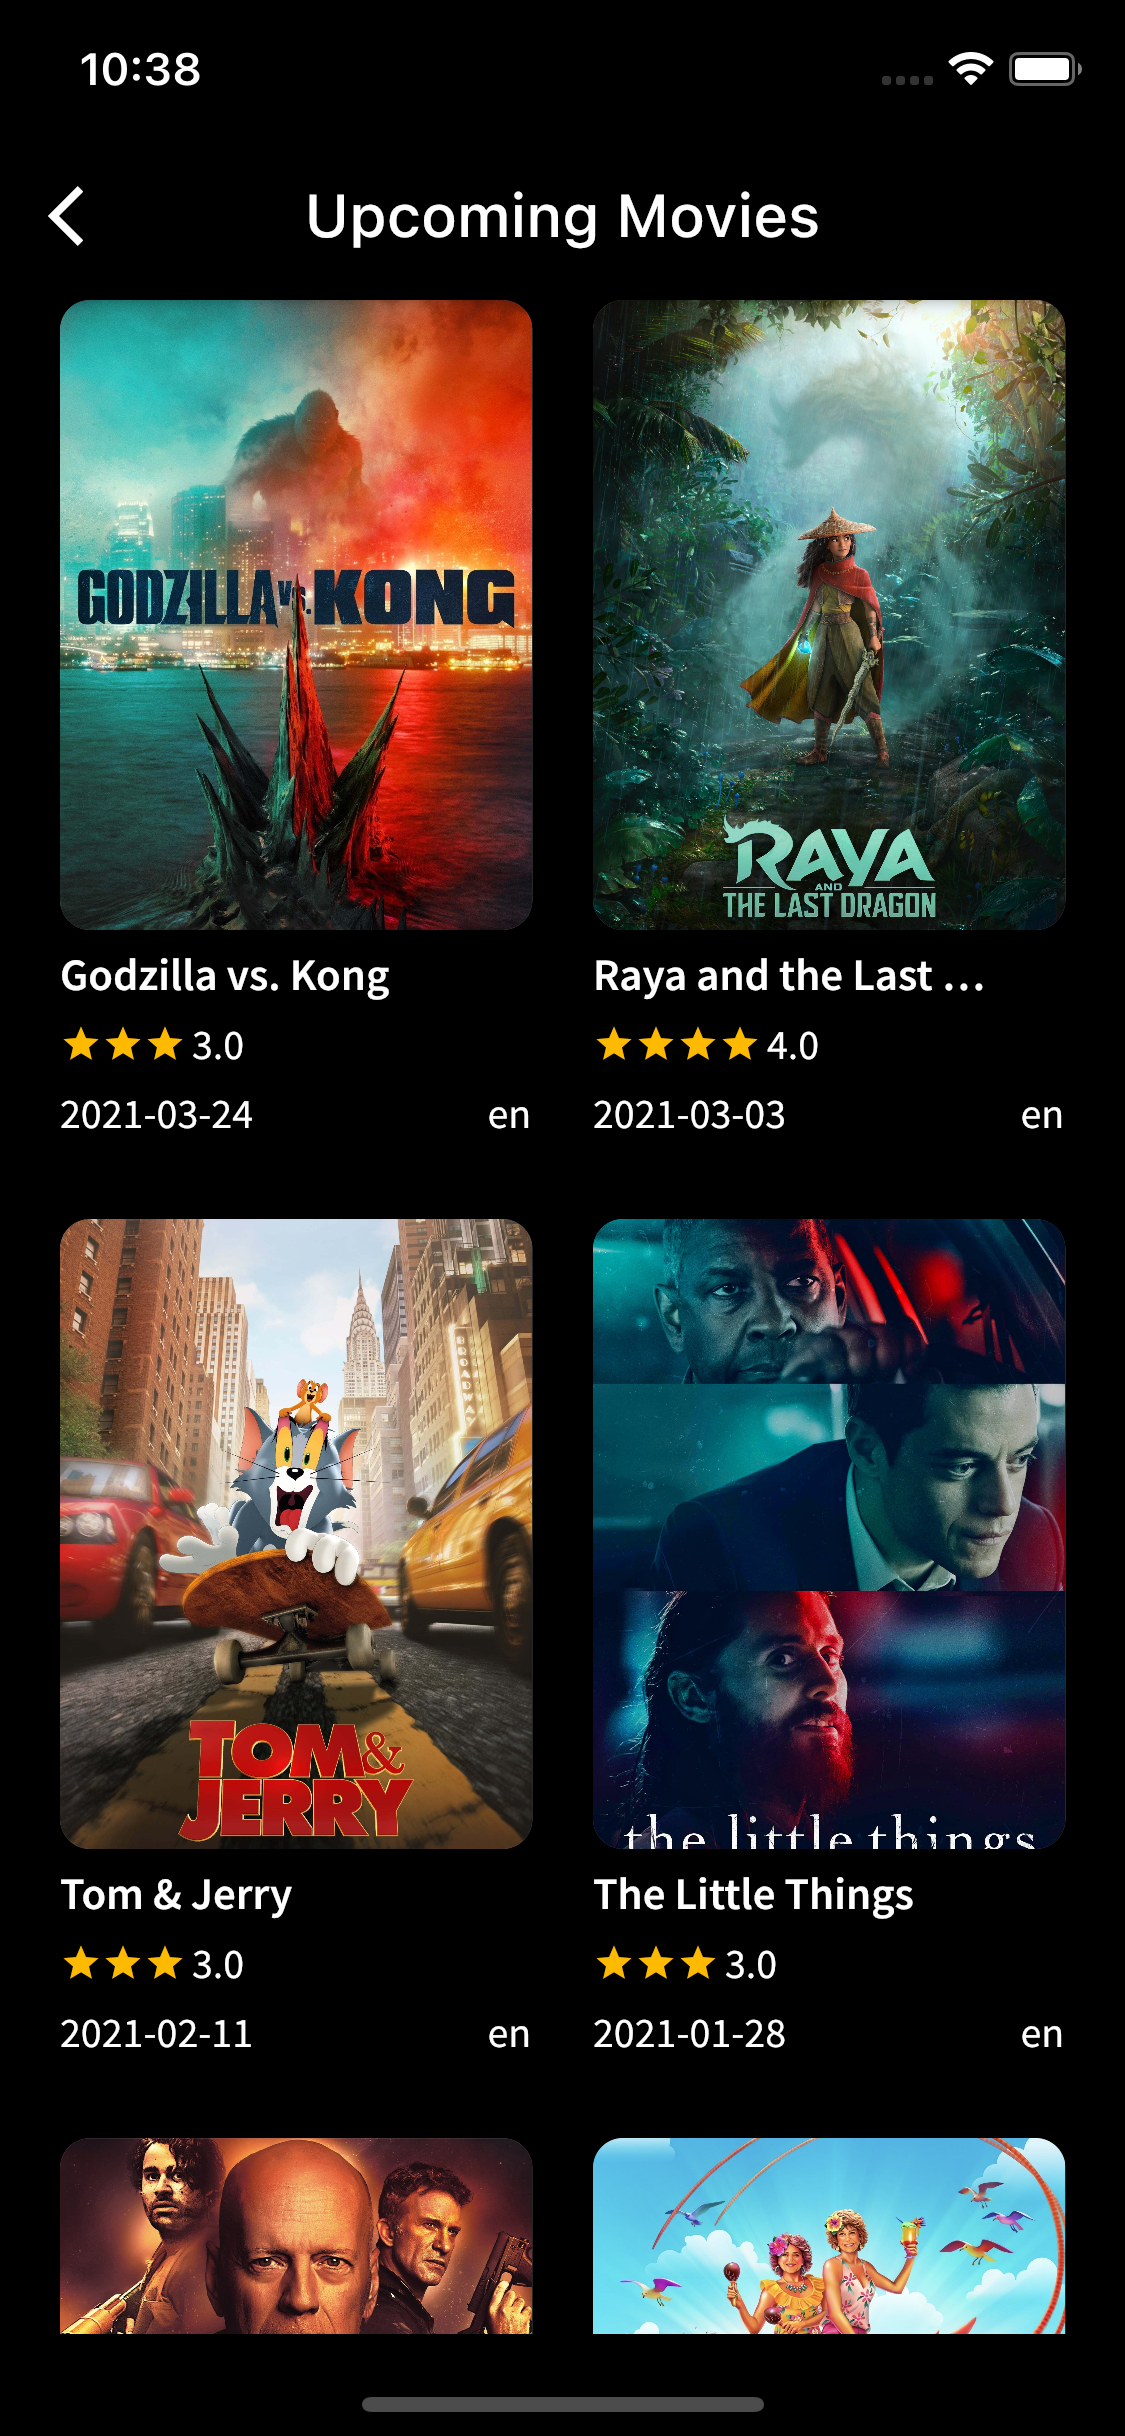 10:38
Upcoming Movies
GODZILLA vs. KONG
RAYA
AND
THE LAST DRAGON
Godzilla vs. Kong
3.0
2021-03-24 en
Raya and the Last ...
4.0
2021-03-03 en
BROADWAY
TOM &
JERRY
the little things
Tom & Jerry
3.0
2021-02-11 en
The Little Things
3.0
2021-01-28 en